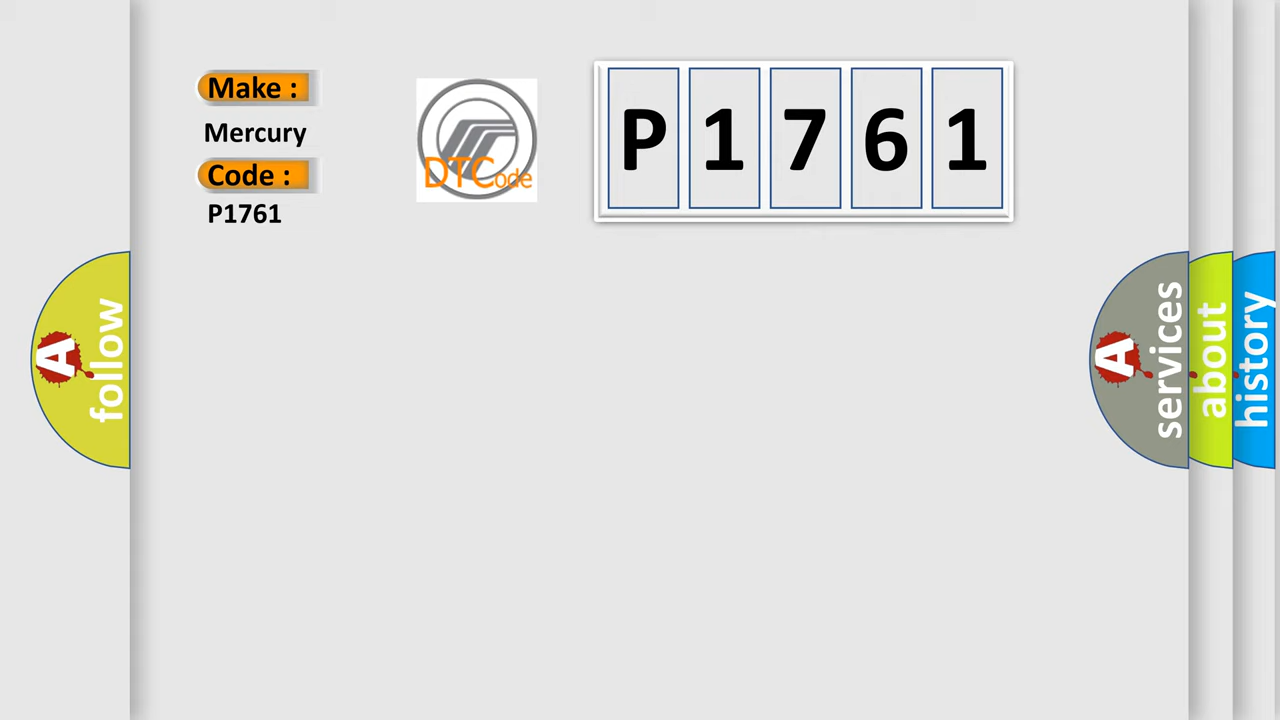 Make :
Mercury
Code :
P1761
DTCode
P 1 7 6 1
A follow
A services
about
history